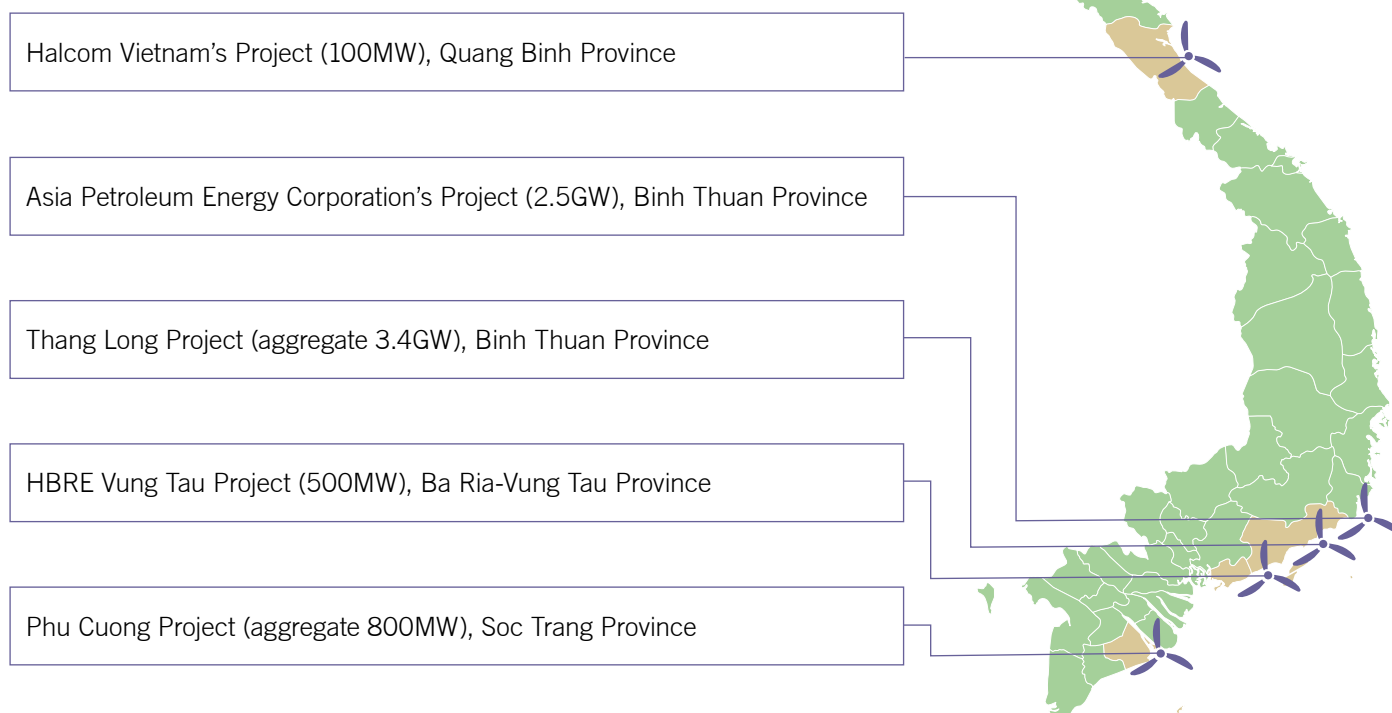 Halcom Vietnam’s Project (100MW), Quang Binh Province
Asia Petroleum Energy Corporation’s Project (2.5GW), Binh Thuan Province
Thang Long Project (aggregate 3.4GW), Binh Thuan Province
HBRE Vung Tau Project (500MW), Ba Ria-Vung Tau Province
Phu Cuong Project (aggregate 800MW), Soc Trang Province